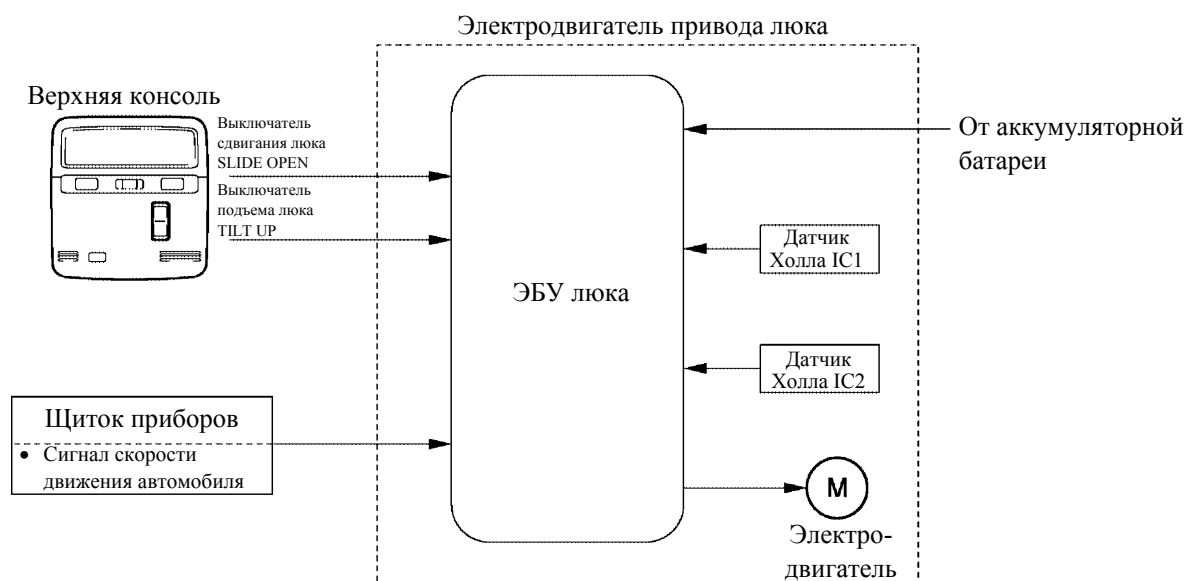 Электродвигатель привода люка
Верхняя консоль
Выключатель
сдвигания люка
SLIDE OPEN
Выключатель
подъема люка
TILT UP
От аккумуляторной
батареи
Датчик
Холла IC1
ЭБУ люка
Датчик
Холла IC2
Щиток приборов
• Сигнал скорости
движения автомобиля
M
Электро-
двигатель